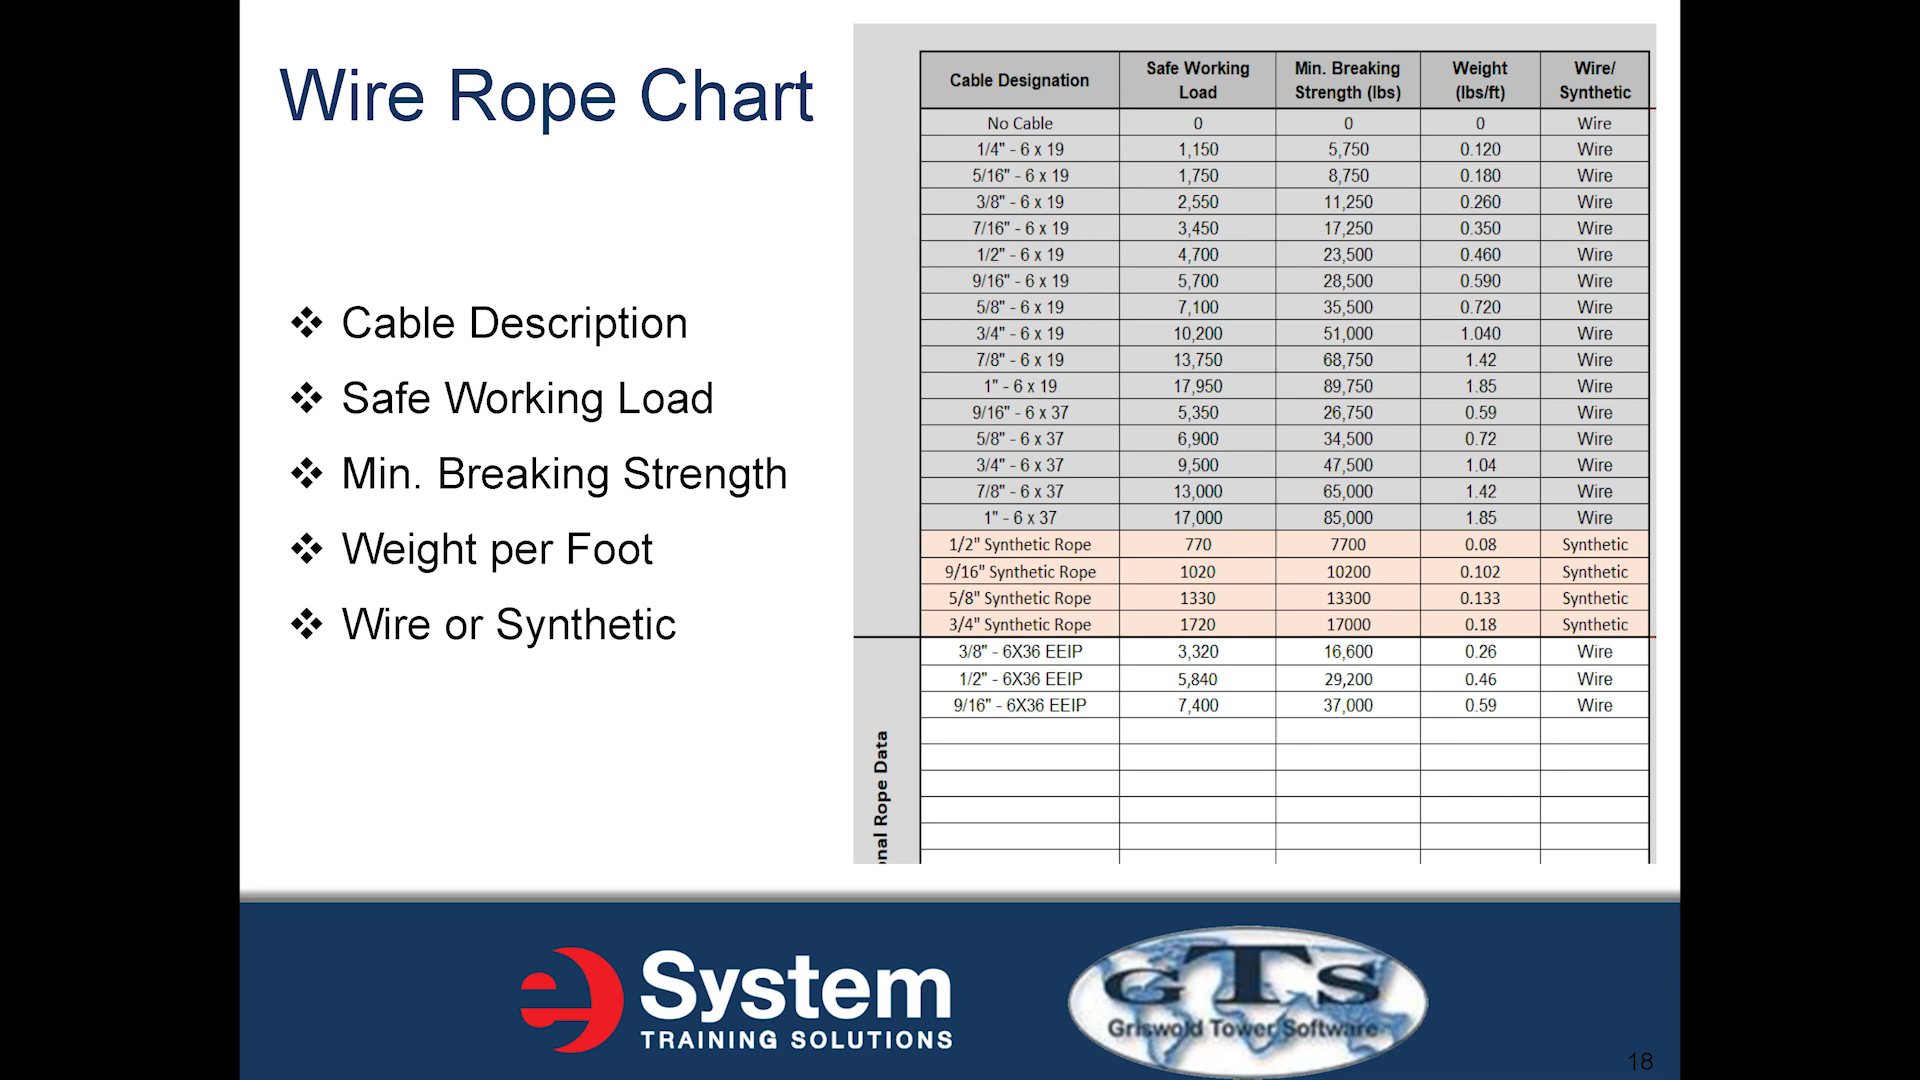 Wire Rope Chart
❖ Cable Description
❖ Safe Working Load
❖ Min. Breaking Strength
❖ Weight per Foot
❖ Wire or Synthetic
Cable Designation Safe Working Load Min. Breaking Strength (lbs) Weight (lbs/ft) Wire/ Synthetic
No Cable 0 0 0 Wire
1/4" - 6 x 19 1,150 5,750 0.120 Wire
5/16" - 6 x 19 1,750 8,750 0.180 Wire
3/8" - 6 x 19 2,550 11,250 0.260 Wire
7/16" - 6 x 19 3,450 17,250 0.350 Wire
1/2" - 6 x 19 4,700 23,500 0.460 Wire
9/16" - 6 x 19 5,700 28,500 0.590 Wire
5/8" - 6 x 19 7,100 35,500 0.720 Wire
3/4" - 6 x 19 10,200 51,000 1.040 Wire
7/8" - 6 x 19 13,750 68,750 1.42 Wire
1" - 6 x 19 17,950 89,750 1.85 Wire
9/16" - 6 x 37 5,350 26,750 0.59 Wire
5/8" - 6 x 37 6,900 34,500 0.72 Wire
3/4" - 6 x 37 9,500 47,500 1.04 Wire
7/8" - 6 x 37 13,000 65,000 1.42 Wire
1" - 6 x 37 17,000 85,000 1.85 Wire
1/2" Synthetic Rope 770 7700 0.08 Synthetic
9/16" Synthetic Rope 1020 10200 0.102 Synthetic
5/8" Synthetic Rope 1330 13300 0.133 Synthetic
3/4" Synthetic Rope 1720 17000 0.18 Synthetic
3/8" - 6X36 EEIP 3,320 16,600 0.26 Wire
1/2" - 6X36 EEIP 5,840 29,200 0.46 Wire
9/16" - 6X36 EEIP 7,400 37,000 0.59 Wire
nal Rope Data
e System
TRAINING SOLUTIONS
GTS
Griswold Tower Software
18